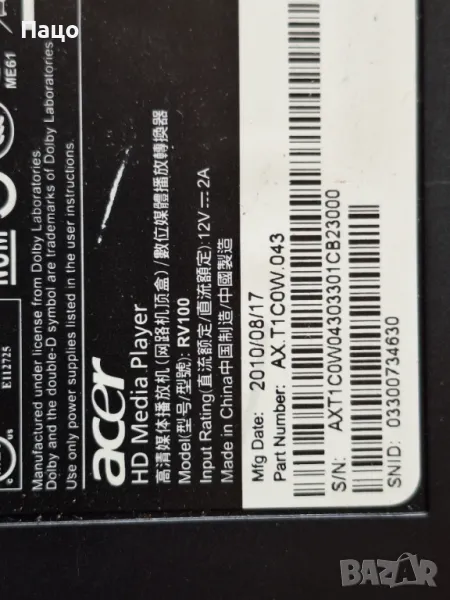 Пацо
ME61
ROM
E112725
Manufactured under license from Dolby Laboratories.
Dolby and the double-D symbol are trademarks of Dolby Laboratories
Use only power supplies listed in the user instructions.
acer
HD Media Player
高清媒体播放机 (网路机顶盒) / 數位媒體播放轉換器
Model(型号/型號): RV100
Input Rating(直流额定/直流額定): 12V⎓2A
Made in China中国制造/中國製造
Mfg Date: 2010/08/17
Part Number: AX.T1C0W.043
S/N: AXT1C0W04303301CB23000
SNID: 03300734630
BAZAR